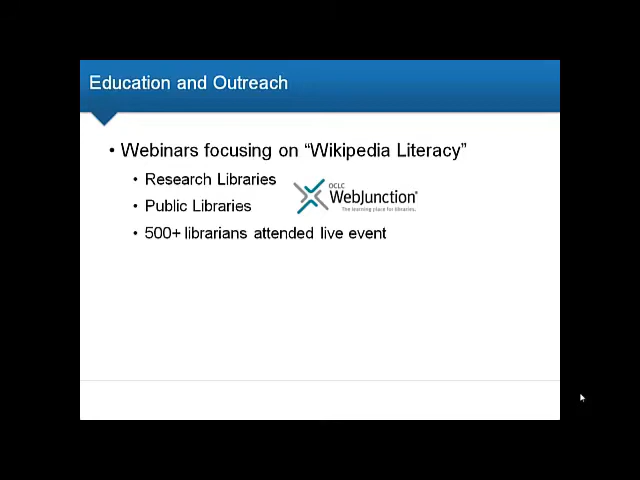 Education and Outreach
• Webinars focusing on “Wikipedia Literacy”
• Research Libraries
• Public Libraries
OCLC
WebJunction®
The learning place for libraries.
• 500+ librarians attended live event